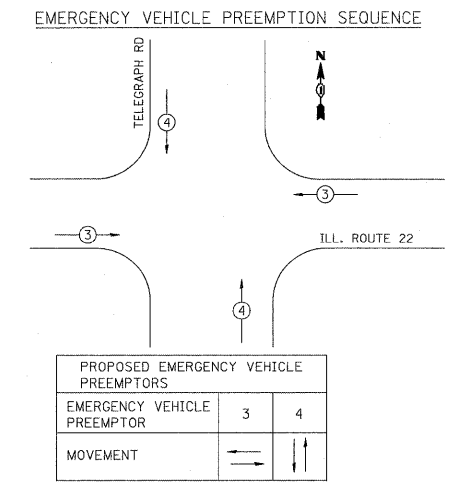 EMERGENCY VEHICLE PREEMPTION SEQUENCE
TELEGRAPH RD
N
4
3
3
ILL. ROUTE 22
4
PROPOSED EMERGENCY VEHICLE
PREEMPTORS
EMERGENCY VEHICLE
PREEMPTOR
3
4
MOVEMENT